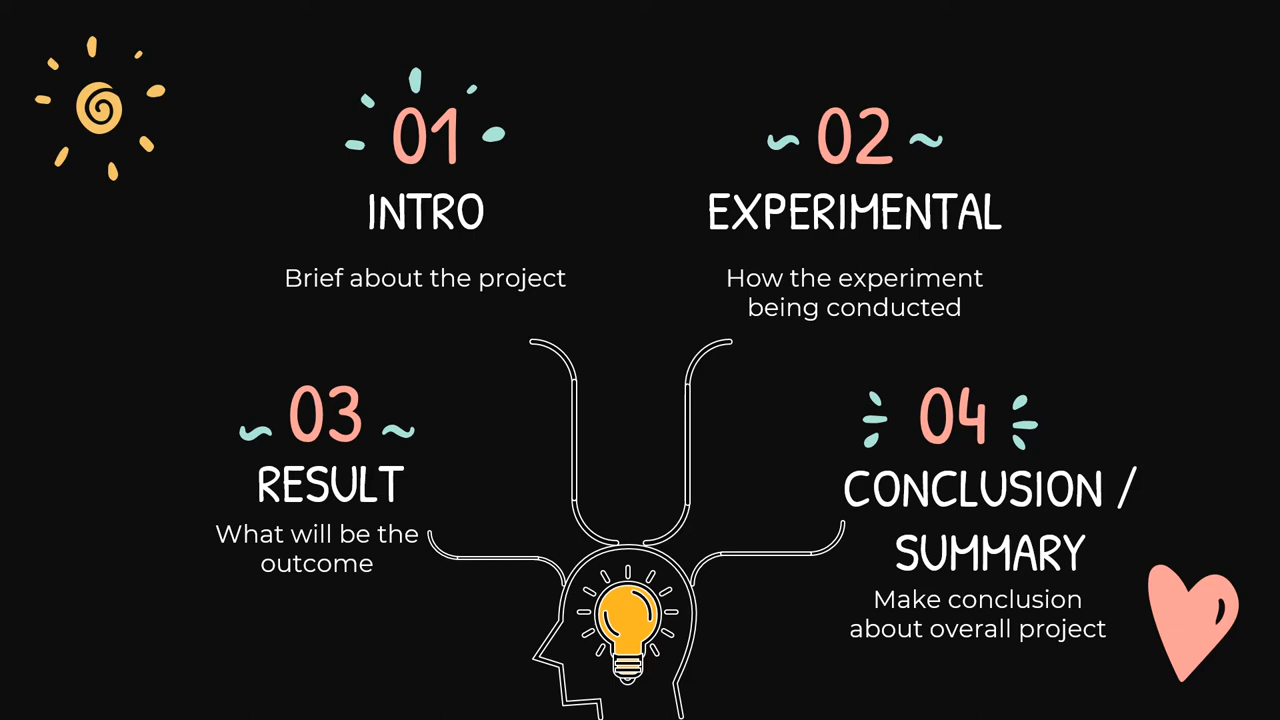 01
INTRO
Brief about the project
02
EXPERIMENTAL
How the experiment
being conducted
03
RESULT
What will be the
outcome
04
CONCLUSION /
SUMMARY
Make conclusion
about overall project